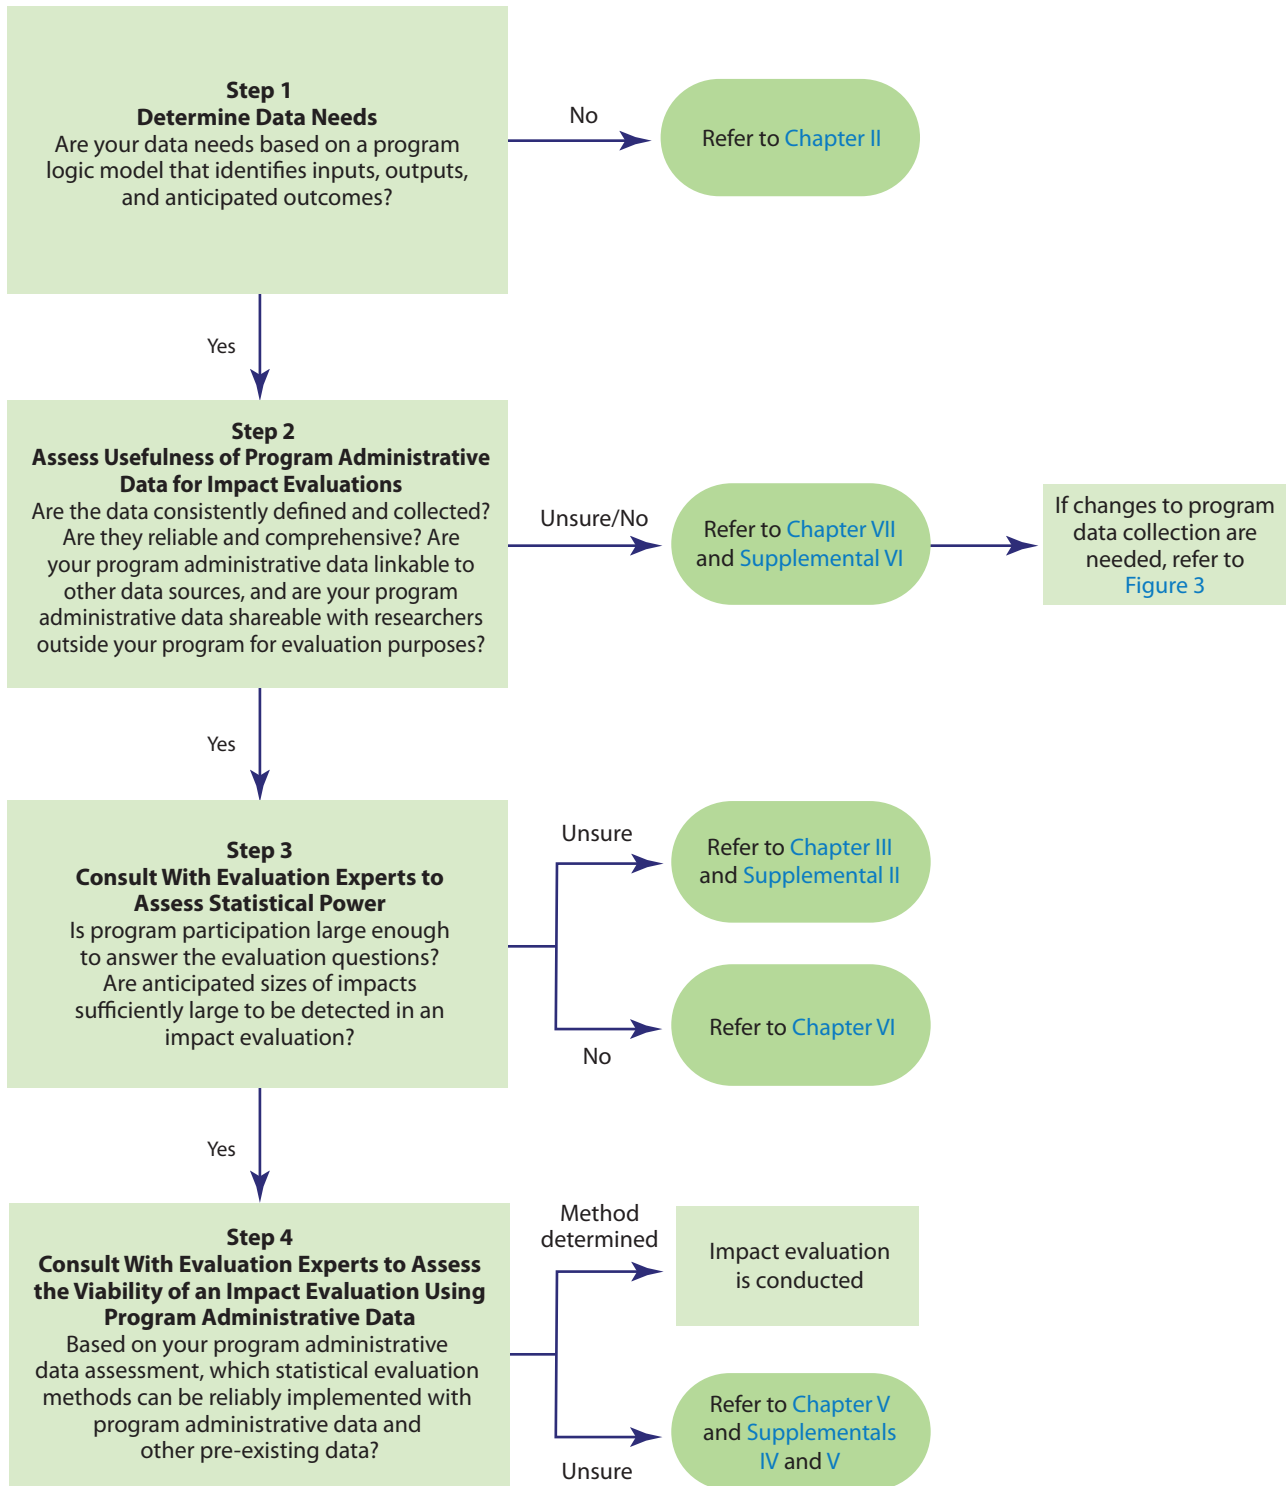 Step 1
Determine Data Needs
Are your data needs based on a program
logic model that identifies inputs, outputs,
and anticipated outcomes?
No
Refer to Chapter II
Yes
Step 2
Assess Usefulness of Program Administrative
Data for Impact Evaluations
Are the data consistently defined and collected?
Are they reliable and comprehensive? Are
your program administrative data linkable to
other data sources, and are your program
administrative data shareable with researchers
outside your program for evaluation purposes?
Unsure/No
Refer to Chapter VII
and Supplemental VI
If changes to program
data collection are
needed, refer to
Figure 3
Yes
Step 3
Consult With Evaluation Experts to
Assess Statistical Power
Is program participation large enough
to answer the evaluation questions?
Are anticipated sizes of impacts
sufficiently large to be detected in an
impact evaluation?
Unsure
Refer to Chapter III
and Supplemental II
No
Refer to Chapter VI
Yes
Step 4
Consult With Evaluation Experts to Assess
the Viability of an Impact Evaluation Using
Program Administrative Data
Based on your program administrative
data assessment, which statistical evaluation
methods can be reliably implemented with
program administrative data and
other pre-existing data?
Method
determined
Impact evaluation
is conducted
Unsure
Refer to Chapter V
and Supplementals
IV and V